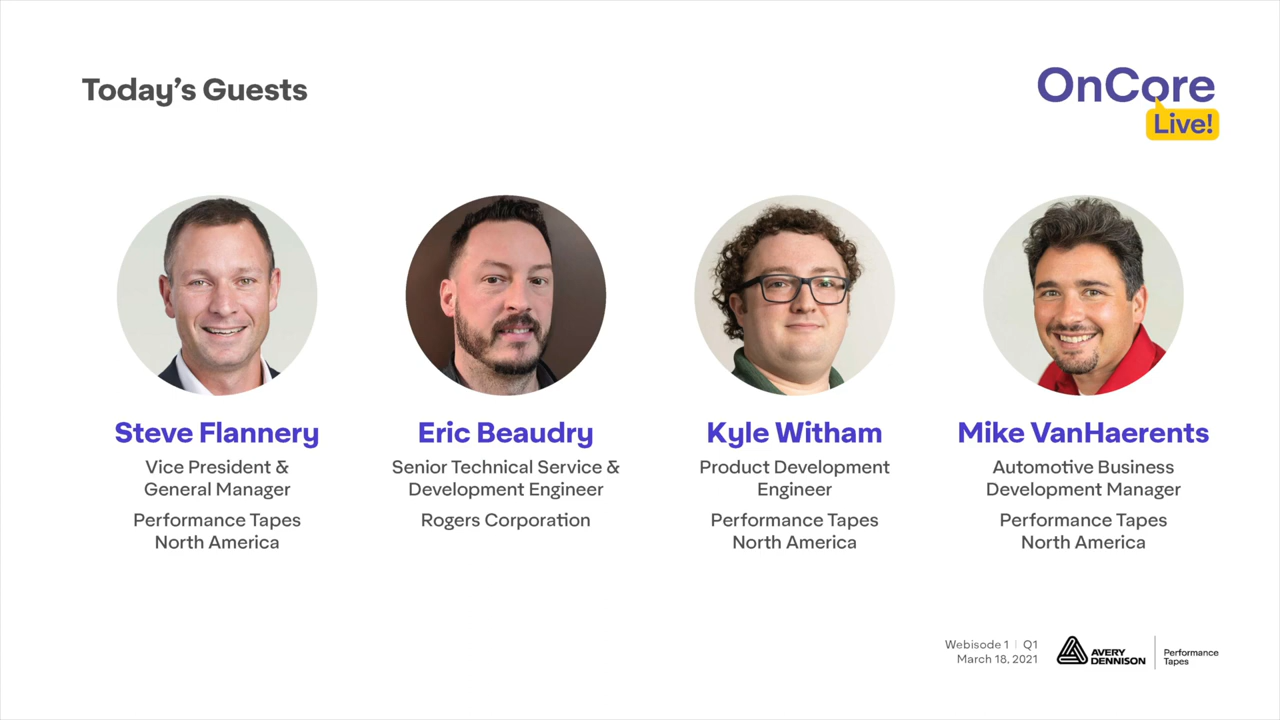 Today's Guests
OnCore
Live!
Steve Flannery
Vice President &
General Manager
Performance Tapes
North America
Eric Beaudry
Senior Technical Service &
Development Engineer
Rogers Corporation
Kyle Witham
Product Development
Engineer
Performance Tapes
North America
Mike VanHaerents
Automotive Business
Development Manager
Performance Tapes
North America
Webisode 1 | Q1
March 18, 2021
AVERY
DENNISON
Performance
Tapes